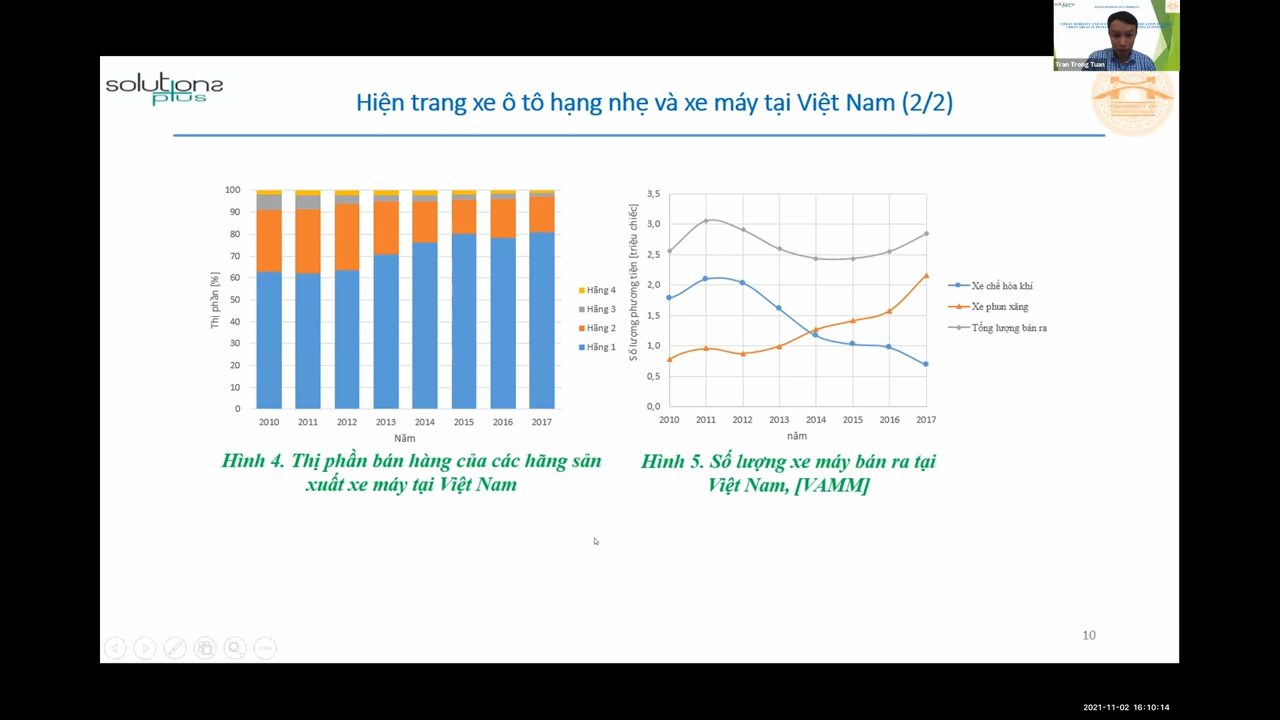 solutions
plus
Tran Trong Tuan
Hiện trang xe ô tô hạng nhẹ và xe máy tại Việt Nam (2/2)
Thị phần [%]
100
90
80
70
60
50
40
30
20
10
0
2010 2011 2012 2013 2014 2015 2016 2017
Năm
Hãng 4
Hãng 3
Hãng 2
Hãng 1
Hình 4. Thị phần bán hàng của các hãng sản
xuất xe máy tại Việt Nam
Số lượng phương tiện [triệu chiếc]
3,5
3,0
2,5
2,0
1,5
1,0
0,5
0,0
2010 2011 2012 2013 2014 2015 2016 2017
năm
Xe chế hòa khí
Xe phun xăng
Tổng lượng bán ra
Hình 5. Số lượng xe máy bán ra tại
Việt Nam, [VAMM]
10
2021-11-02 16:10:14